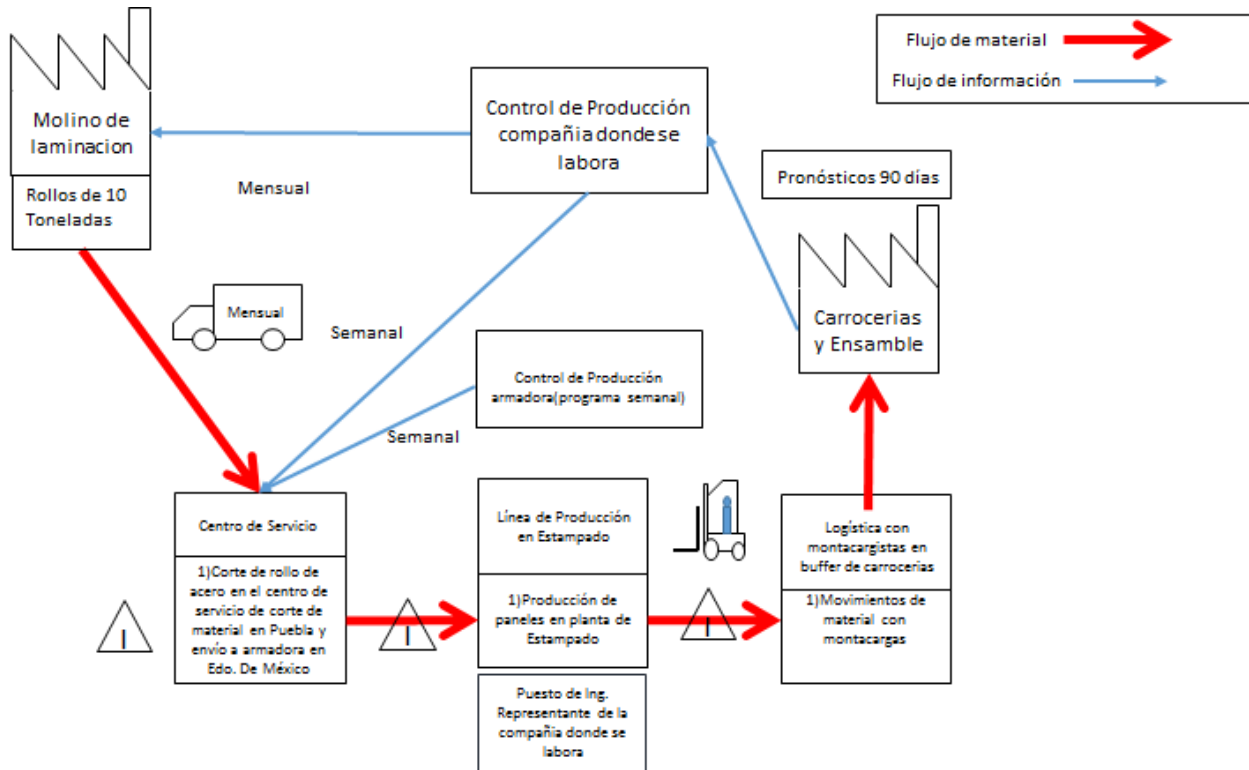 Flujo de material
Flujo de información
Molino de
laminacion
Rollos de 10
Toneladas
Control de Producción
compañia donde se
labora
Mensual
Pronósticos 90 días
Carrocerias
y Ensamble
Mensual
Semanal
Control de Producción
armadora(programa semanal)
Semanal
Centro de Servicio
1)Corte de rollo de
acero en el centro de
servicio de corte de
material en Puebla y
envío a armadora en
Edo. De México
I
I
Línea de Producción
en Estampado
1)Producción de
paneles en planta de
Estampado
Puesto de Ing.
Representante de la
compañia donde se
labora
I
Logística con
montacargistas en
buffer de carrocerias
1)Movimientos de
material con
montacargas